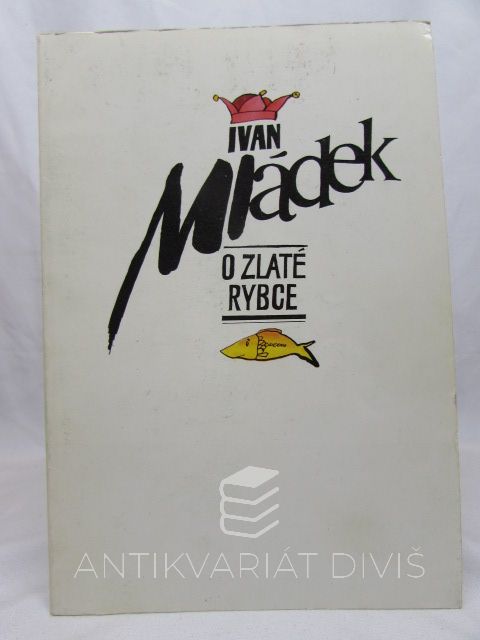 IVAN
Mládek
O ZLATÉ
RYBCE
ANTIKVARIÁT DIVIŠ